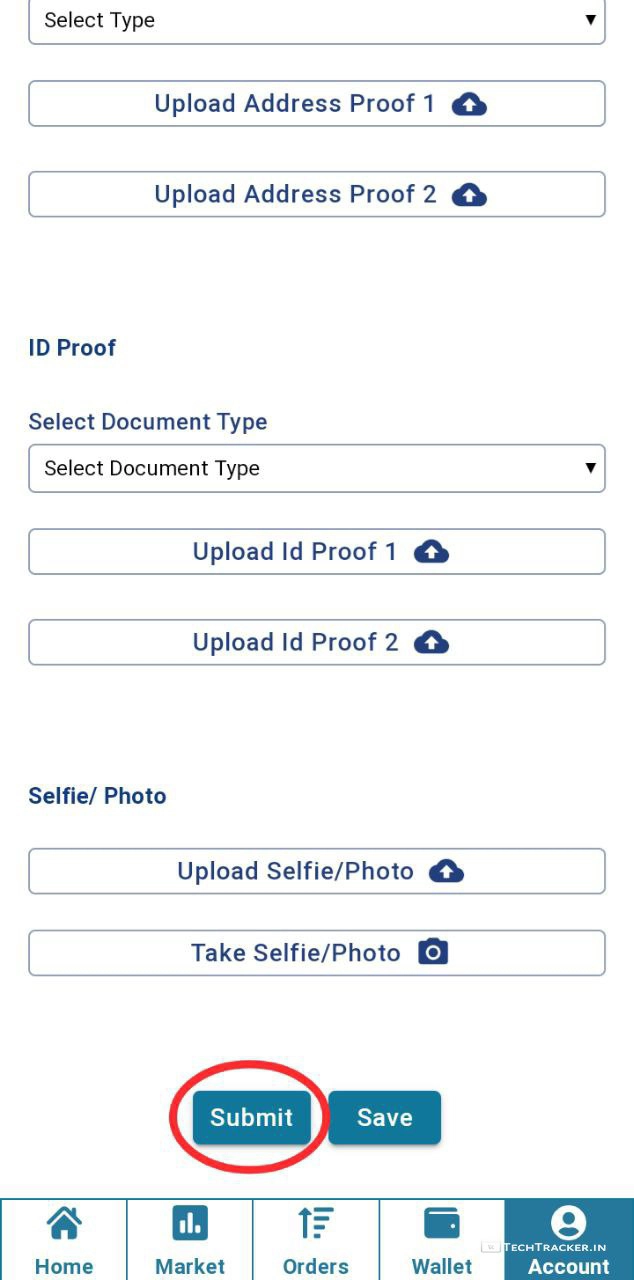 Select Type
Upload Address Proof 1
Upload Address Proof 2
ID Proof
Select Document Type
Select Document Type
Upload Id Proof 1
Upload Id Proof 2
Selfie/ Photo
Upload Selfie/Photo
Take Selfie/Photo
Submit Save
TECHTRACKER.IN
Home Market Orders Wallet Account